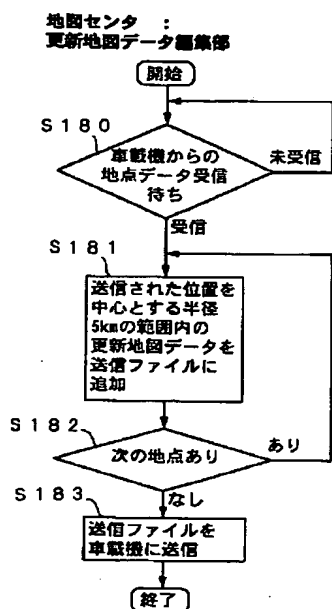 地図センタ :
更新地図データ編集部
開始
S180
車載機からの
地点データ受信
待ち
未受信
受信
S181
送信された位置を
中心とする半径
5kmの範囲内の
更新地図データを
送信ファイルに
追加
S182
次の地点あり
あり
なし
S183
送信ファイルを
車載機に送信
終了